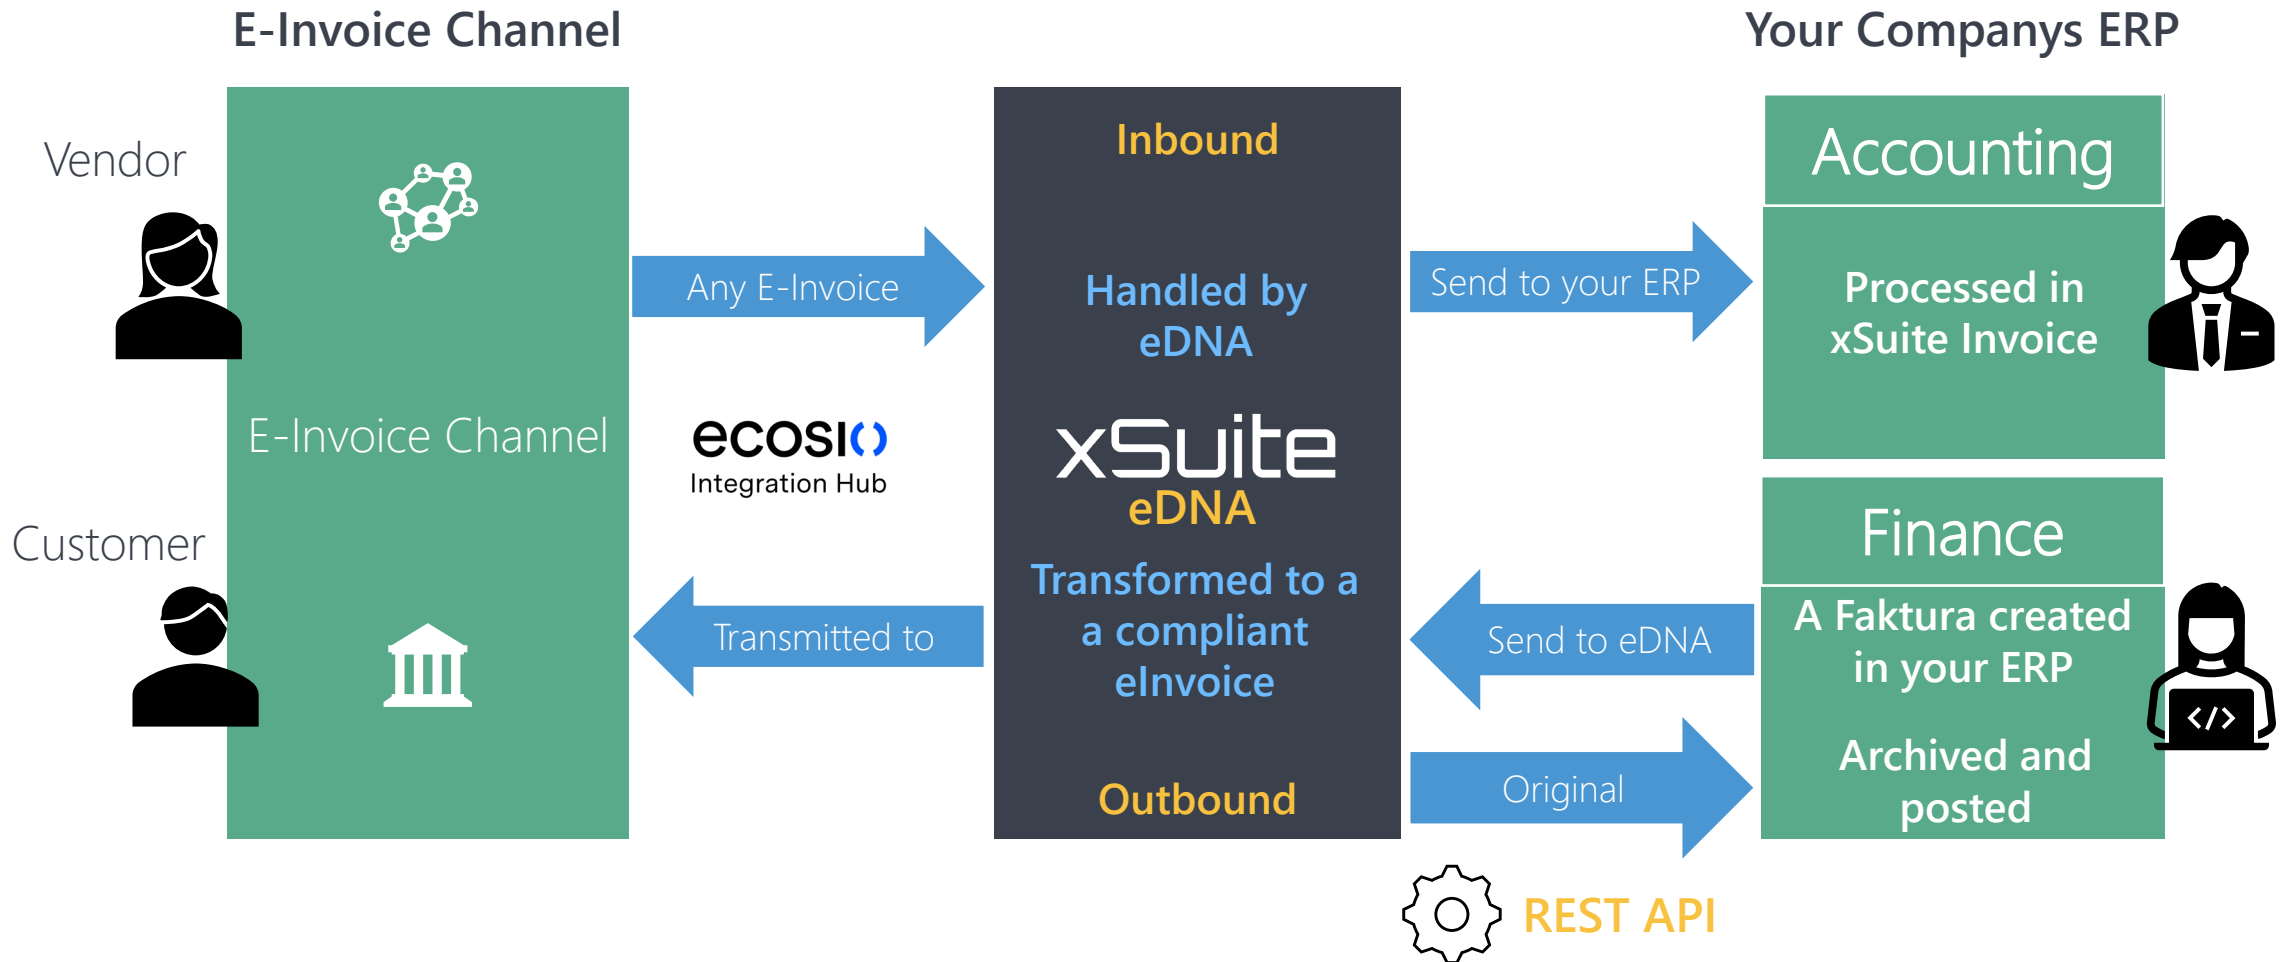 E-Invoice Channel
Your Companys ERP
Vendor
Customer
E-Invoice Channel
Any E-Invoice
ecosio
Integration Hub
Transmitted to
Inbound
Handled by
eDNA
xSuite
eDNA
Transformed to a
a compliant
eInvoice
Outbound
Send to your ERP
Send to eDNA
Original
REST API
Accounting
Processed in
xSuite Invoice
Finance
A Faktura created
in your ERP
Archived and
posted